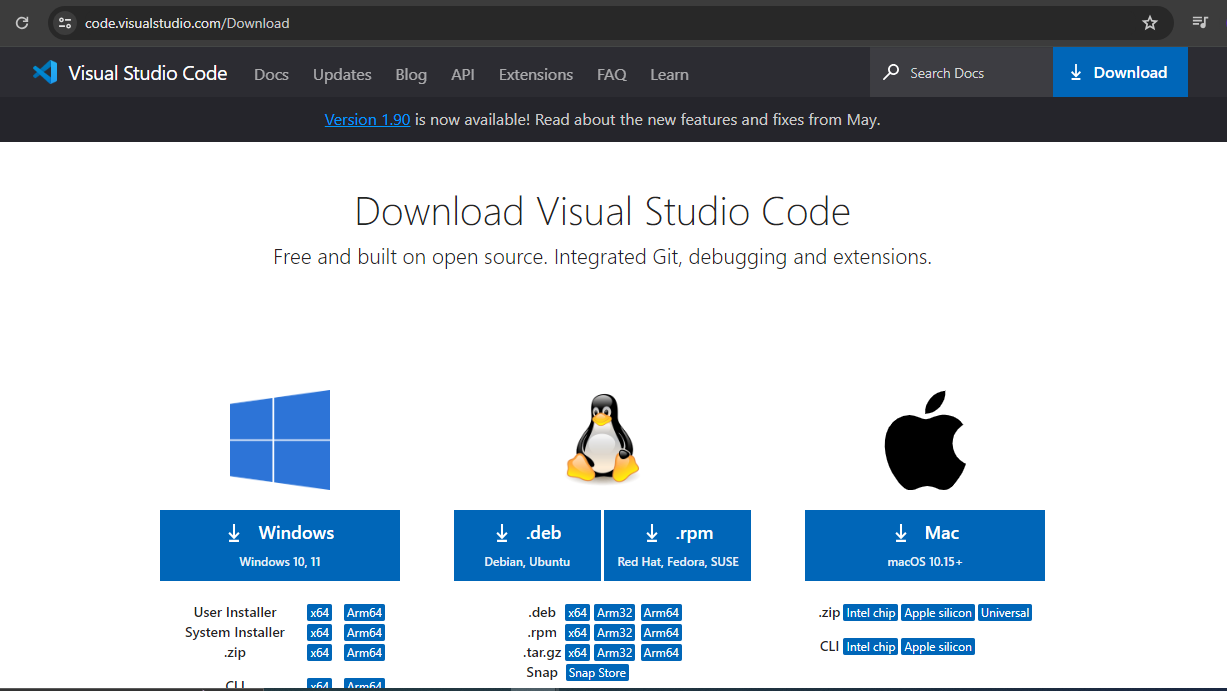 code.visualstudio.com/Download
Visual Studio Code Docs Updates Blog API Extensions FAQ Learn Search Docs Download
Version 1.90 is now available! Read about the new features and fixes from May.
Download Visual Studio Code
Free and built on open source. Integrated Git, debugging and extensions.
Windows
Windows 10, 11
User Installer x64 Arm64
System Installer x64 Arm64
.zip x64 Arm64
CLI x64 Arm64
.deb
Debian, Ubuntu
.rpm
Red Hat, Fedora, SUSE
.deb x64 Arm32 Arm64
.rpm x64 Arm32 Arm64
.tar.gz x64 Arm32 Arm64
Snap Snap Store
Mac
macOS 10.15+
.zip Intel chip Apple silicon Universal
CLI Intel chip Apple silicon